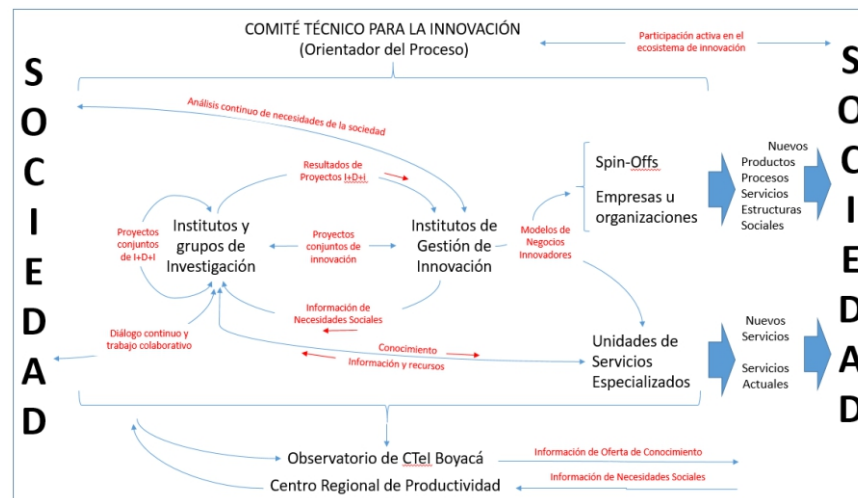 COMITÉ TÉCNICO PARA LA INNOVACIÓN
(Orientador del Proceso)
Participación activa en el
ecosistema de innovación
SOCIEDAD
SOCIEDAD
Análisis continuo de necesidades de la sociedad
Resultados de
Proyectos I+D+I
Spin-Offs
Empresas u
organizaciones
Nuevos
Productos
Procesos
Servicios
Estructuras
Sociales
Proyectos
conjuntos
de I+D+I
Institutos y
grupos de
Investigación
Proyectos
conjuntos de
innovación
Institutos de
Gestión de
Innovación
Modelos de
Negocios
Innovadores
Información de
Necesidades Sociales
Diálogo continuo y
trabajo colaborativo
Conocimiento
Información y recursos
Unidades de
Servicios
Especializados
Nuevos
Servicios
Servicios
Actuales
Observatorio de CTeI Boyacá
Información de Oferta de Conocimiento
Centro Regional de Productividad
Información de Necesidades Sociales